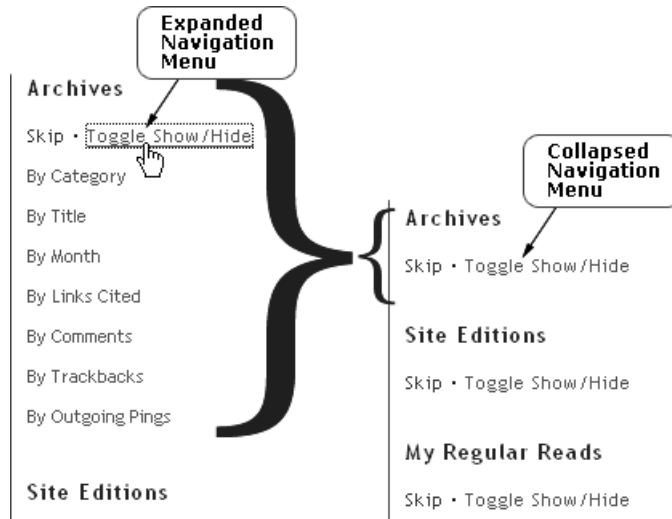 Expanded
Navigation
Menu
Archives
Skip · Toggle Show/Hide
By Category
By Title
By Month
By Links Cited
By Comments
By Trackbacks
By Outgoing Pings
Site Editions
Collapsed
Navigation
Menu
Archives
Skip · Toggle Show/Hide
Site Editions
Skip · Toggle Show/Hide
My Regular Reads
Skip · Toggle Show/Hide